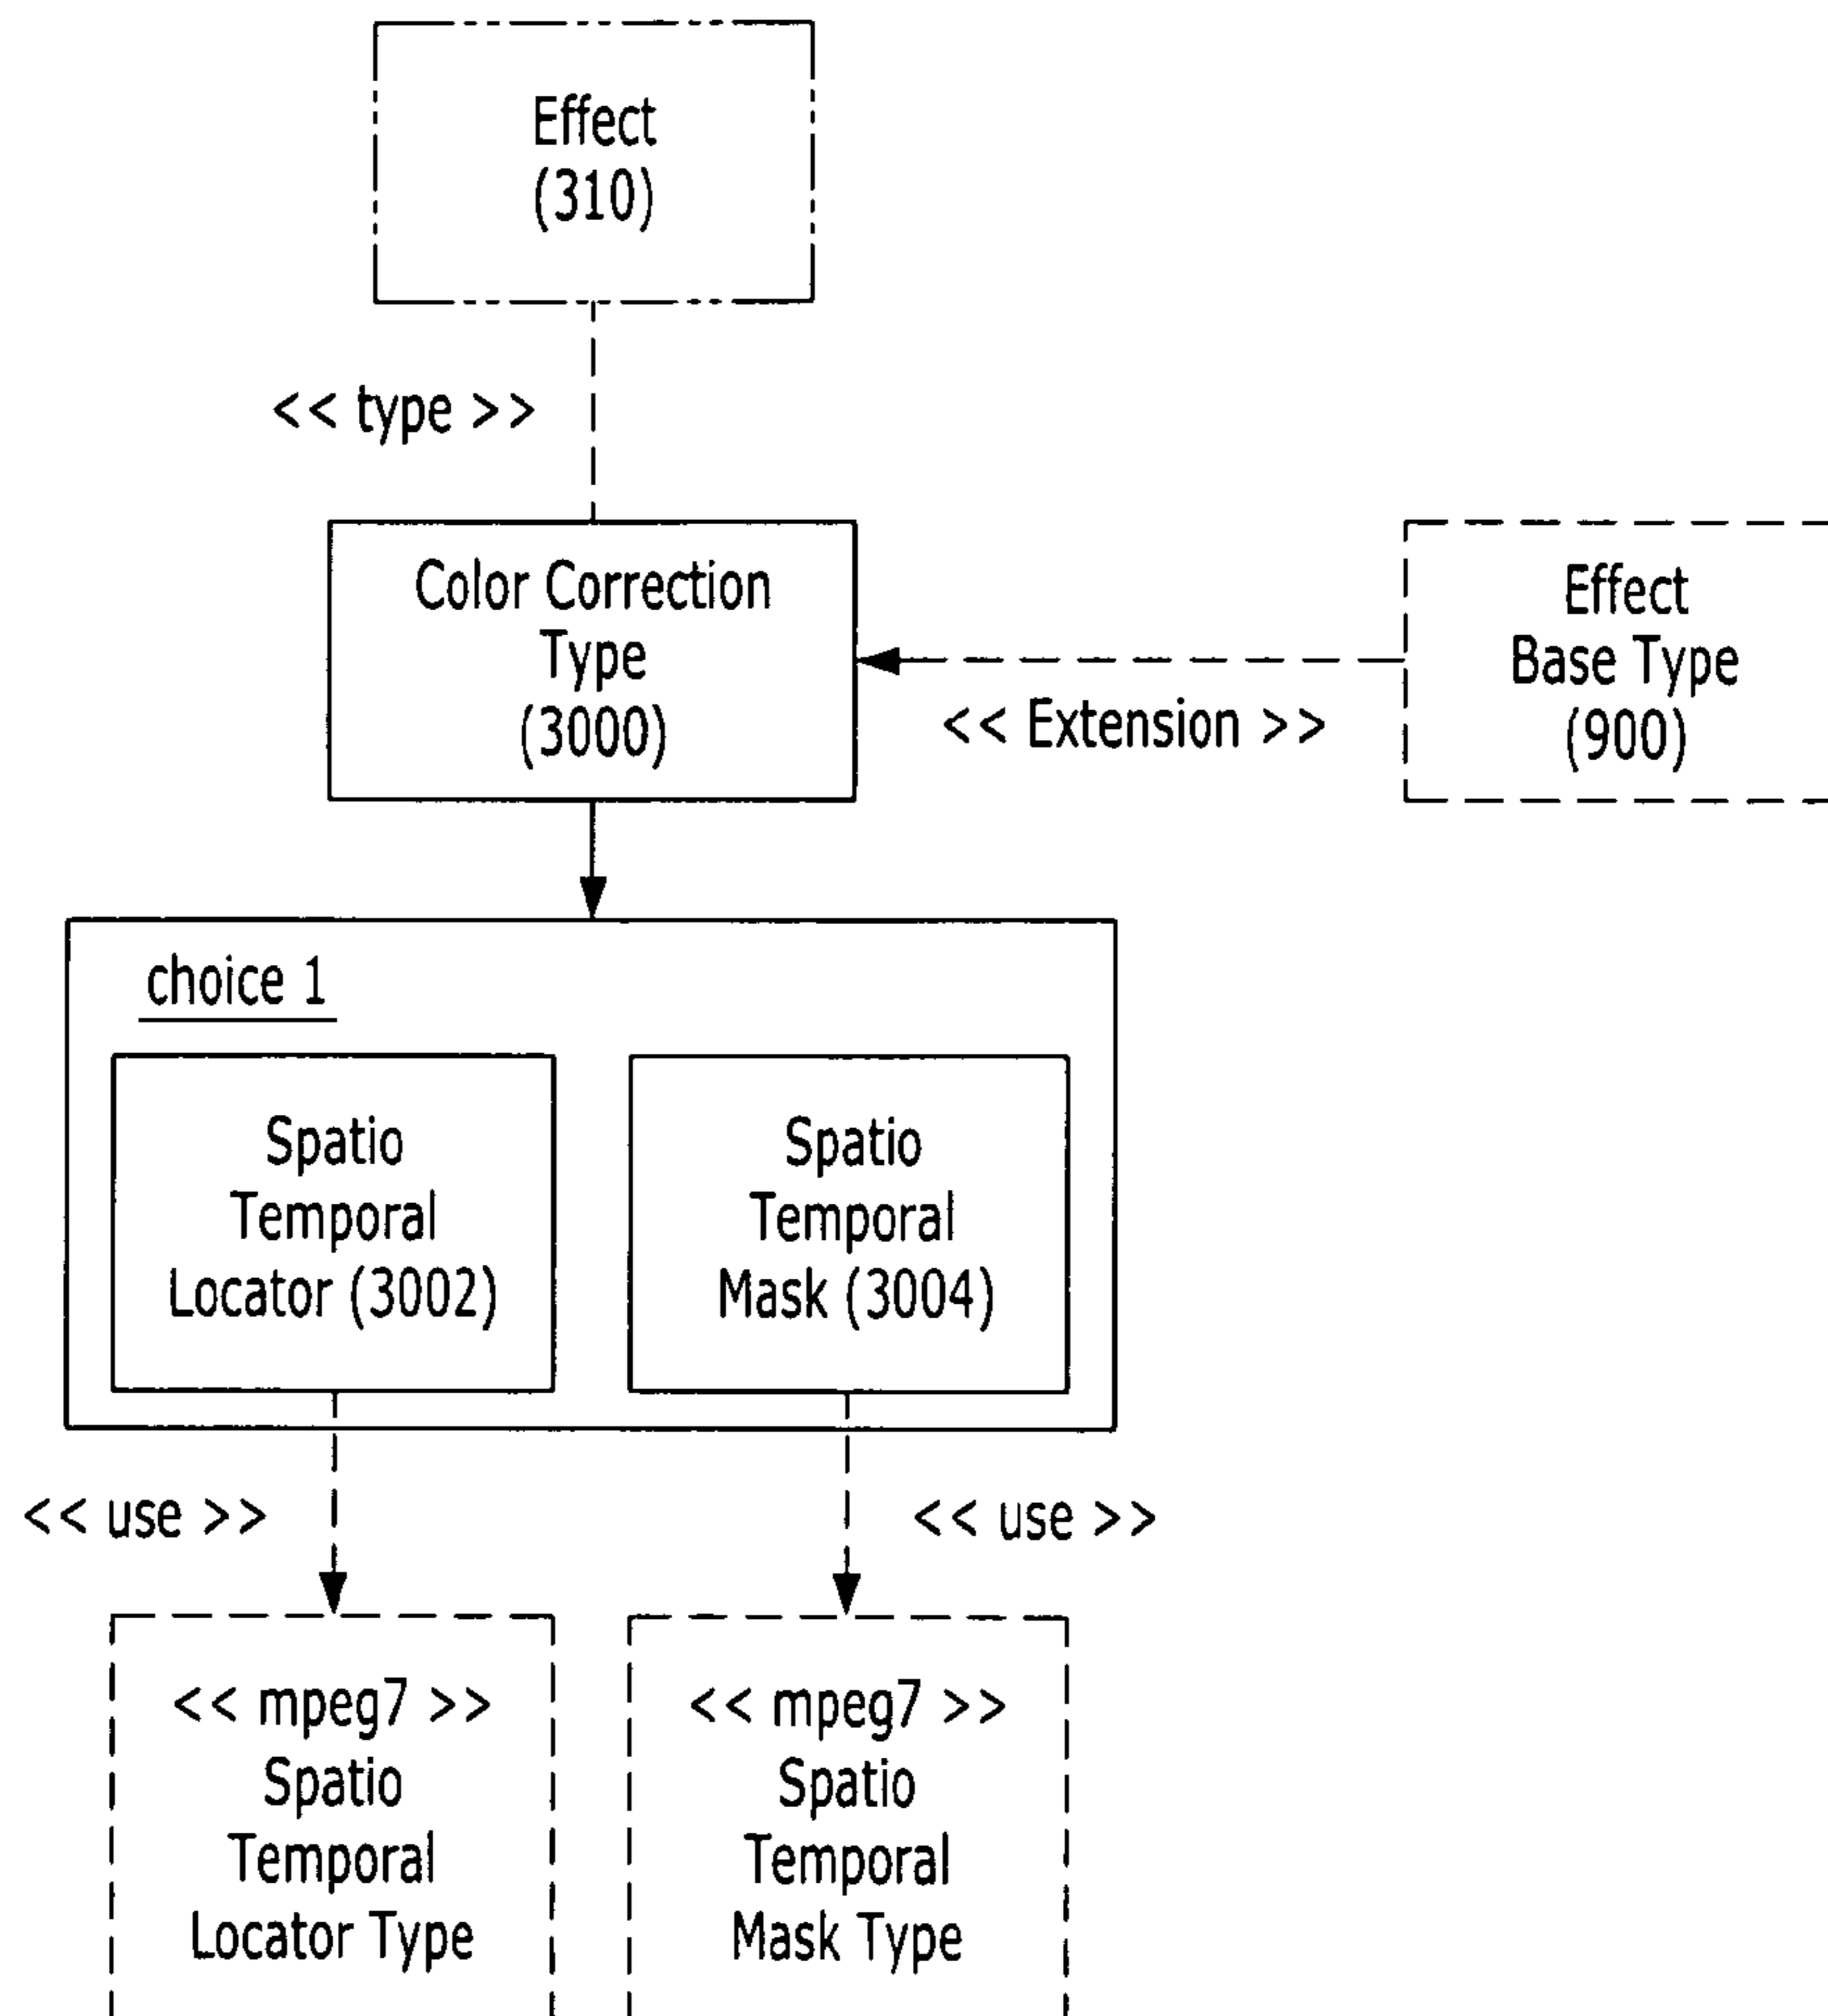 Effect
(310)
<< type >>
Color Correction
Type
(3000)
Effect
Base Type
(900)
<< Extension >>
choice 1
Spatio
Temporal
Locator (3002)
Spatio
Temporal
Mask (3004)
<< use >>
<< use >>
<< mpeg7 >>
Spatio
Temporal
Locator Type
<< mpeg7 >>
Spatio
Temporal
Mask Type